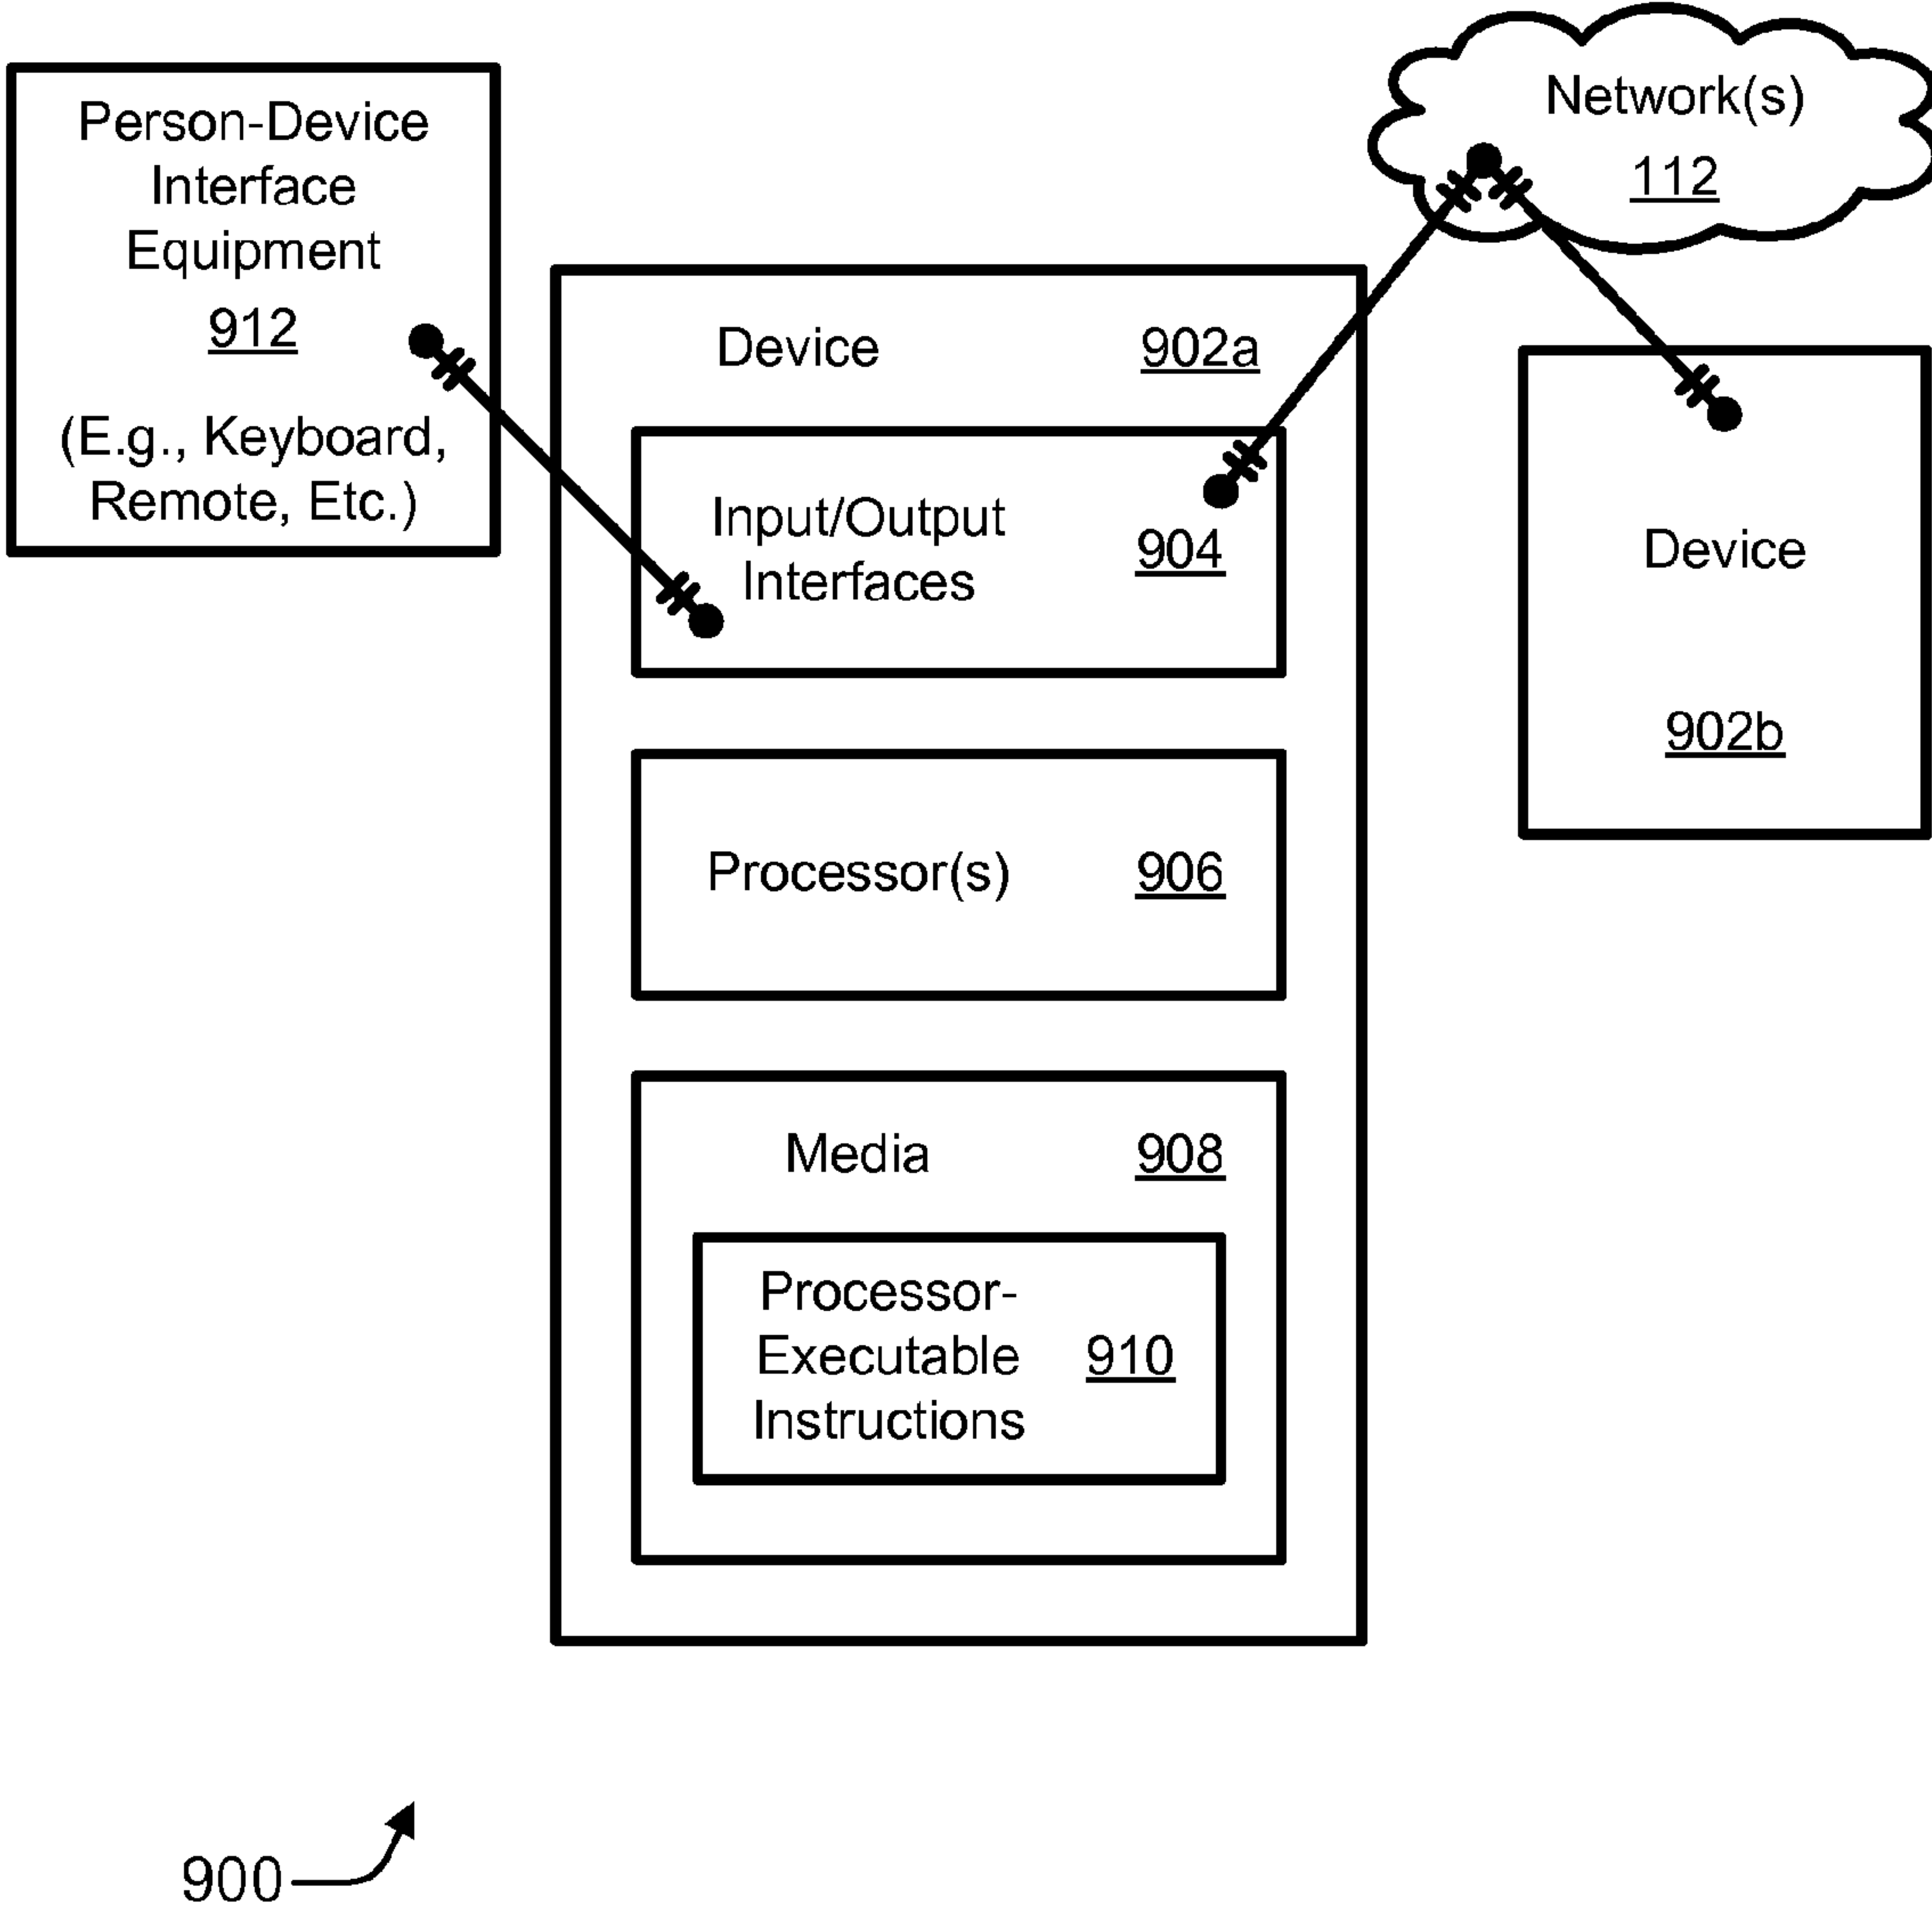 Person-Device
Interface
Equipment
912
(E.g., Keyboard,
Remote, Etc.)
Network(s)
112
Device 902a
Input/Output
Interfaces
904
Device
902b
Processor(s) 906
Media 908
Processor-
Executable 910
Instructions
900